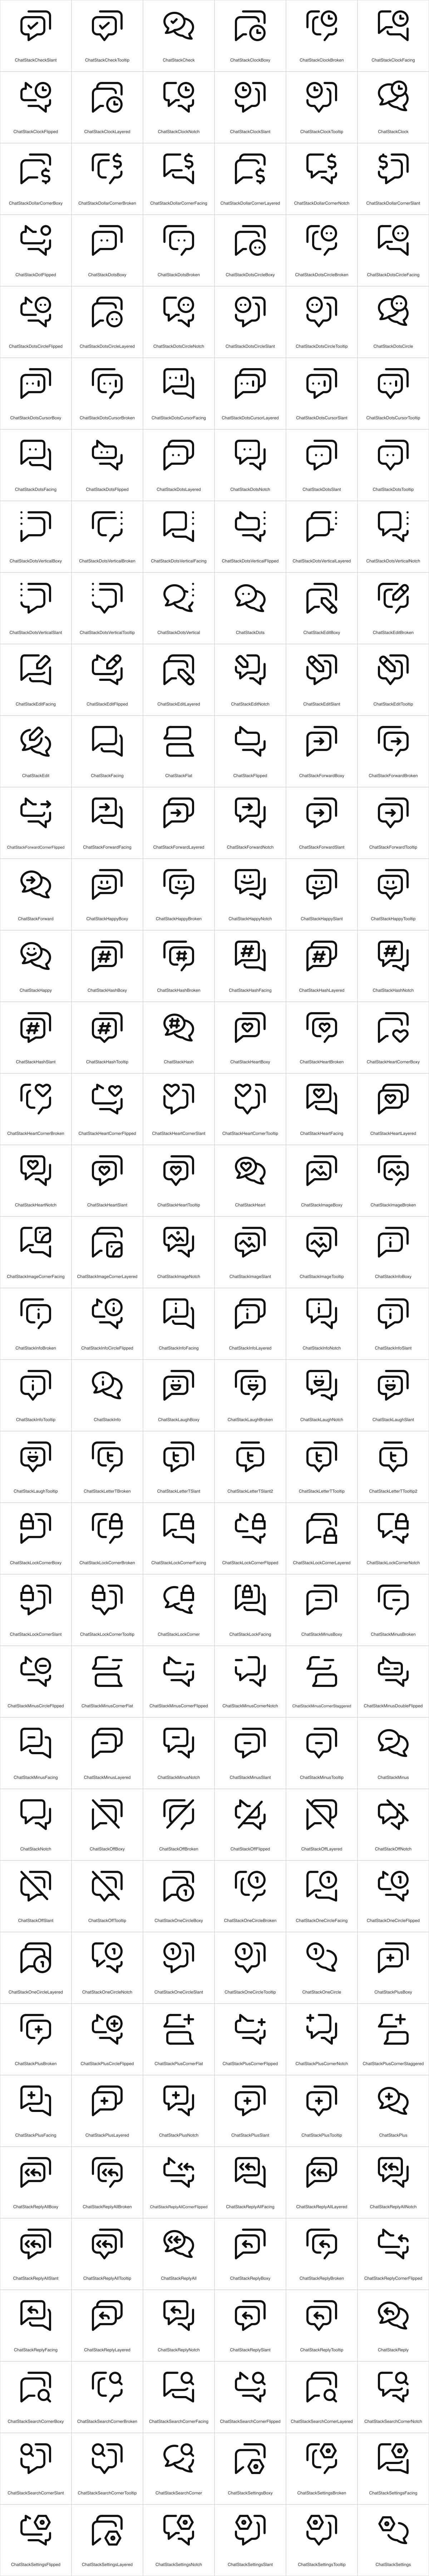 ChatStackCheckSlant ChatStackCheckTooltip ChatStackCheck ChatStackClockBoxy ChatStackClockBroken ChatStackClockFacing
ChatStackClockFlipped ChatStackClockLayered ChatStackClockNotch ChatStackClockSlant ChatStackClockTooltip ChatStackClock
ChatStackDollarCornerBoxy ChatStackDollarCornerBroken ChatStackDollarCornerFacing ChatStackDollarCornerLayered ChatStackDollarCornerNotch ChatStackDollarCornerSlant
ChatStackDotFlipped ChatStackDotsBoxy ChatStackDotsBroken ChatStackDotsCircleBoxy ChatStackDotsCircleBroken ChatStackDotsCircleFacing
ChatStackDotsCircleFlipped ChatStackDotsCircleLayered ChatStackDotsCircleNotch ChatStackDotsCircleSlant ChatStackDotsCircleTooltip ChatStackDotsCircle
ChatStackDotsCursorBoxy ChatStackDotsCursorBroken ChatStackDotsCursorFacing ChatStackDotsCursorLayered ChatStackDotsCursorSlant ChatStackDotsCursorTooltip
ChatStackDotsFacing ChatStackDotsFlipped ChatStackDotsLayered ChatStackDotsNotch ChatStackDotsSlant ChatStackDotsTooltip
ChatStackDotsVerticalBoxy ChatStackDotsVerticalBroken ChatStackDotsVerticalFacing ChatStackDotsVerticalFlipped ChatStackDotsVerticalLayered ChatStackDotsVerticalNotch
ChatStackDotsVerticalSlant ChatStackDotsVerticalTooltip ChatStackDotsVertical ChatStackDots ChatStackEditBoxy ChatStackEditBroken
ChatStackEditFacing ChatStackEditFlipped ChatStackEditLayered ChatStackEditNotch ChatStackEditSlant ChatStackEditTooltip
ChatStackEdit ChatStackFacing ChatStackFlat ChatStackFlipped ChatStackForwardBoxy ChatStackForwardBroken
ChatStackForwardCornerFlipped ChatStackForwardFacing ChatStackForwardLayered ChatStackForwardNotch ChatStackForwardSlant ChatStackForwardTooltip
ChatStackForward ChatStackHappyBoxy ChatStackHappyBroken ChatStackHappyNotch ChatStackHappySlant ChatStackHappyTooltip
ChatStackHappy ChatStackHashBoxy ChatStackHashBroken ChatStackHashFacing ChatStackHashLayered ChatStackHashNotch
ChatStackHashSlant ChatStackHashTooltip ChatStackHash ChatStackHeartBoxy ChatStackHeartBroken ChatStackHeartCornerBoxy
ChatStackHeartCornerBroken ChatStackHeartCornerFlipped ChatStackHeartCornerSlant ChatStackHeartCornerTooltip ChatStackHeartFacing ChatStackHeartLayered
ChatStackHeartNotch ChatStackHeartSlant ChatStackHeartTooltip ChatStackHeart ChatStackImageBoxy ChatStackImageBroken
ChatStackImageCornerFacing ChatStackImageCornerLayered ChatStackImageNotch ChatStackImageSlant ChatStackImageTooltip ChatStackInfoBoxy
ChatStackInfoBroken ChatStackInfoCircleFlipped ChatStackInfoFacing ChatStackInfoLayered ChatStackInfoNotch ChatStackInfoSlant
ChatStackInfoTooltip ChatStackInfo ChatStackLaughBoxy ChatStackLaughBroken ChatStackLaughNotch ChatStackLaughSlant
ChatStackLaughTooltip ChatStackLetterTBroken ChatStackLetterTSlant ChatStackLetterTSlant2 ChatStackLetterTTooltip ChatStackLetterTTooltip2
ChatStackLockCornerBoxy ChatStackLockCornerBroken ChatStackLockCornerFacing ChatStackLockCornerFlipped ChatStackLockCornerLayered ChatStackLockCornerNotch
ChatStackLockCornerSlant ChatStackLockCornerTooltip ChatStackLockCorner ChatStackLockFacing ChatStackMinusBoxy ChatStackMinusBroken
ChatStackMinusCircleFlipped ChatStackMinusCornerFlat ChatStackMinusCornerFlipped ChatStackMinusCornerNotch ChatStackMinusCornerStaggered ChatStackMinusDoubleFlipped
ChatStackMinusFacing ChatStackMinusLayered ChatStackMinusNotch ChatStackMinusSlant ChatStackMinusTooltip ChatStackMinus
ChatStackNotch ChatStackOffBoxy ChatStackOffBroken ChatStackOffFlipped ChatStackOffLayered ChatStackOffNotch
ChatStackOffSlant ChatStackOffTooltip ChatStackOneCircleBoxy ChatStackOneCircleBroken ChatStackOneCircleFacing ChatStackOneCircleFlipped
ChatStackOneCircleLayered ChatStackOneCircleNotch ChatStackOneCircleSlant ChatStackOneCircleTooltip ChatStackOneCircle ChatStackPlusBoxy
ChatStackPlusBroken ChatStackPlusCircleFlipped ChatStackPlusCornerFlat ChatStackPlusCornerFlipped ChatStackPlusCornerNotch ChatStackPlusCornerStaggered
ChatStackPlusFacing ChatStackPlusLayered ChatStackPlusNotch ChatStackPlusSlant ChatStackPlusTooltip ChatStackPlus
ChatStackReplyAllBoxy ChatStackReplyAllBroken ChatStackReplyAllCornerFlipped ChatStackReplyAllFacing ChatStackReplyAllLayered ChatStackReplyAllNotch
ChatStackReplyAllSlant ChatStackReplyAllTooltip ChatStackReplyAll ChatStackReplyBoxy ChatStackReplyBroken ChatStackReplyCornerFlipped
ChatStackReplyFacing ChatStackReplyLayered ChatStackReplyNotch ChatStackReplySlant ChatStackReplyTooltip ChatStackReply
ChatStackSearchCornerBoxy ChatStackSearchCornerBroken ChatStackSearchCornerFacing ChatStackSearchCornerFlipped ChatStackSearchCornerLayered ChatStackSearchCornerNotch
ChatStackSearchCornerSlant ChatStackSearchCornerTooltip ChatStackSearchCorner ChatStackSettingsBoxy ChatStackSettingsBroken ChatStackSettingsFacing
ChatStackSettingsFlipped ChatStackSettingsLayered ChatStackSettingsNotch ChatStackSettingsSlant ChatStackSettingsTooltip ChatStackSettings